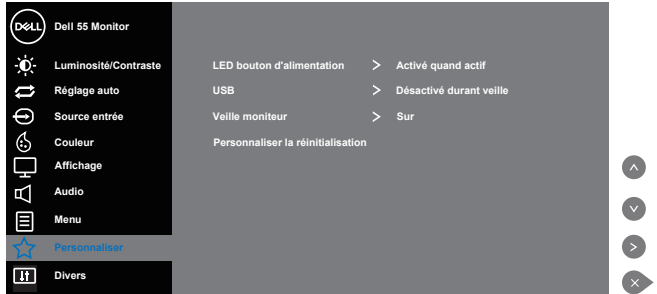 DELL Dell 55 Monitor
Luminosité/Contraste LED bouton d'alimentation > Activé quand actif
Réglage auto USB > Désactivé durant veille
Source entrée Veille moniteur > Sur
Couleur Personnaliser la réinitialisation
Affichage
Audio
Menu
Personnaliser
Divers